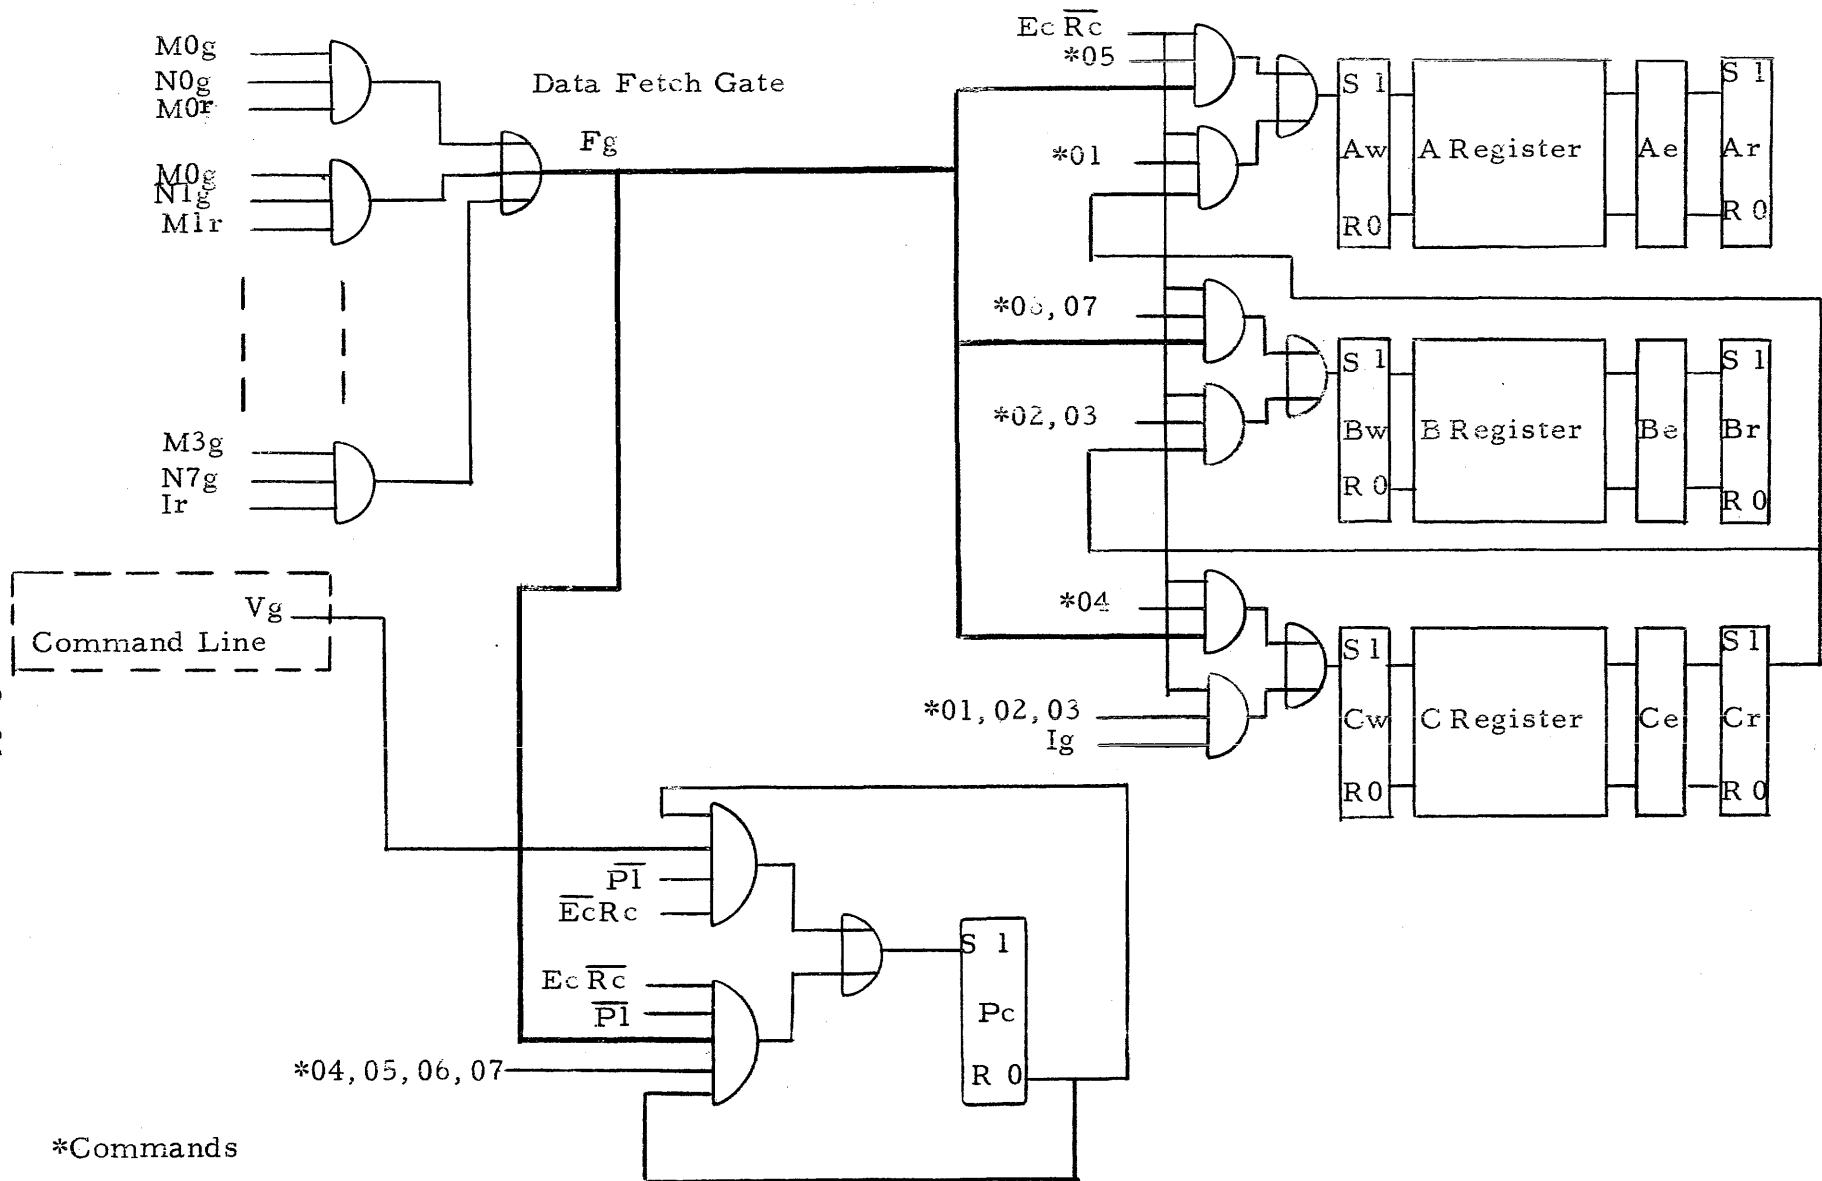 M0g
N0g
M0r
M0g
N1g
M1r
M3g
N7g
Ir
Data Fetch Gate
Fg
Vg
Command Line
Ec R̅c̅
*05
*01
*06,07
*02,03
*04
*01,02,03
Ig
S 1
Aw
R0
A Register
Ae
S 1
Ar
R 0
S 1
Bw
R 0
B Register
Be
S 1
Br
R 0
S 1
Cw
R0
C Register
Ce
S 1
Cr
R 0
P̅1̅
E̅c̅Rc
Ec R̅c̅
P̅1̅
*04,05,06,07
S 1
Pc
R 0
*Commands